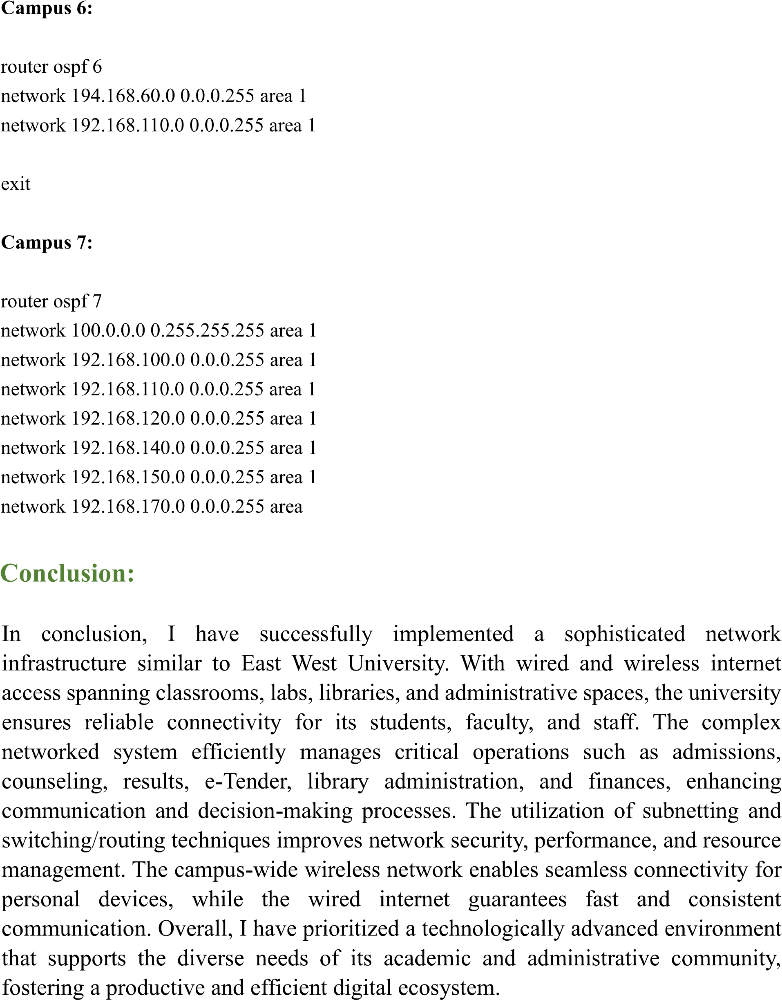 Campus 6:
router ospf 6
network 194.168.60.0 0.0.0.255 area 1
network 192.168.110.0 0.0.0.255 area 1
exit
Campus 7:
router ospf 7
network 100.0.0.0 0.255.255.255 area 1
network 192.168.100.0 0.0.0.255 area 1
network 192.168.110.0 0.0.0.255 area 1
network 192.168.120.0 0.0.0.255 area 1
network 192.168.140.0 0.0.0.255 area 1
network 192.168.150.0 0.0.0.255 area 1
network 192.168.170.0 0.0.0.255 area
Conclusion:
In conclusion, I have successfully implemented a sophisticated network
infrastructure similar to East West University. With wired and wireless internet
access spanning classrooms, labs, libraries, and administrative spaces, the university
ensures reliable connectivity for its students, faculty, and staff. The complex
networked system efficiently manages critical operations such as admissions,
counseling, results, e-Tender, library administration, and finances, enhancing
communication and decision-making processes. The utilization of subnetting and
switching/routing techniques improves network security, performance, and resource
management. The campus-wide wireless network enables seamless connectivity for
personal devices, while the wired internet guarantees fast and consistent
communication. Overall, I have prioritized a technologically advanced environment
that supports the diverse needs of its academic and administrative community,
fostering a productive and efficient digital ecosystem.